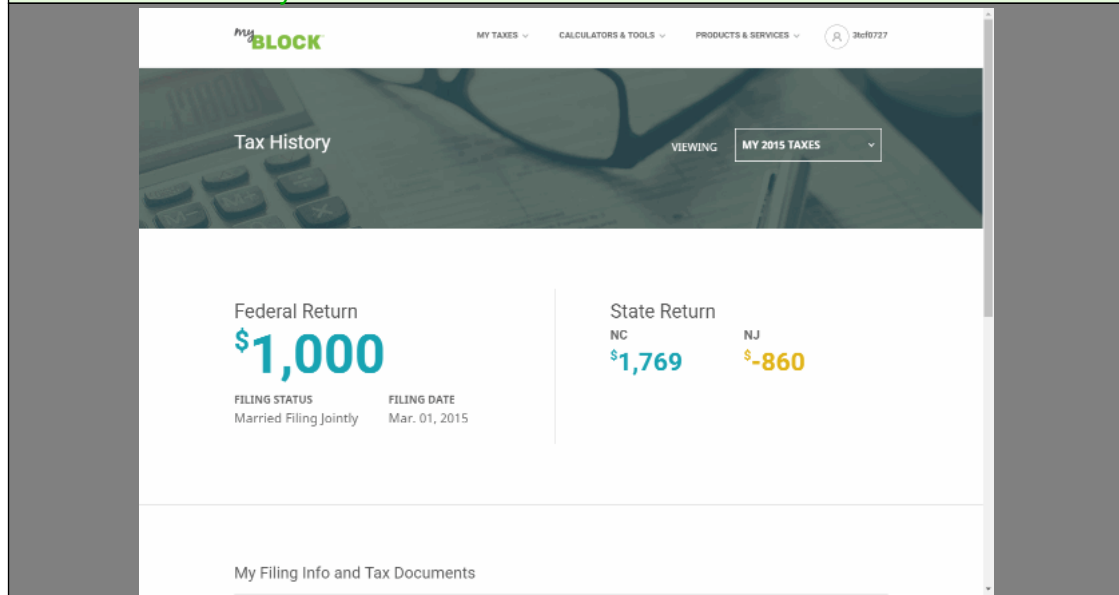 myBLOCK
MY TAXES CALCULATORS & TOOLS PRODUCTS & SERVICES 3tcf0727
Tax History
VIEWING MY 2015 TAXES
Federal Return
$1,000
FILING STATUS FILING DATE
Married Filing Jointly Mar. 01, 2015
State Return
NC NJ
$1,769 $-860
My Filing Info and Tax Documents